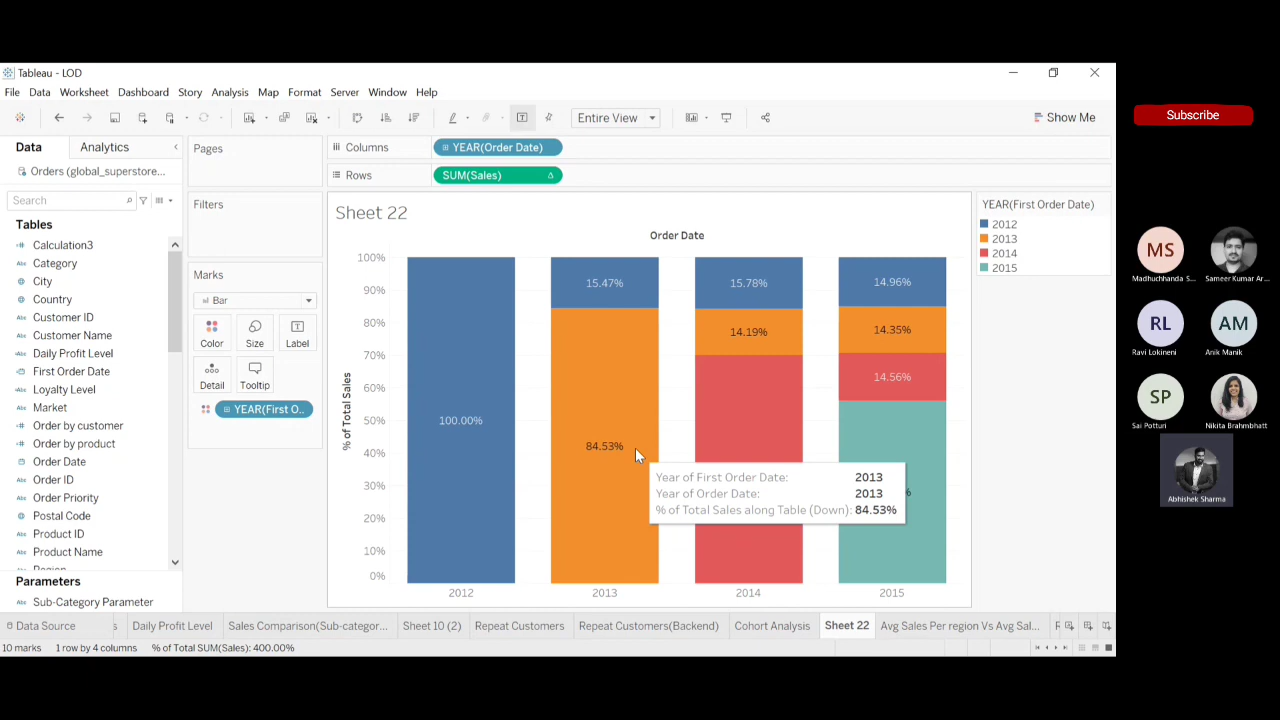 Tableau - LOD
File Data Worksheet Dashboard Story Analysis Map Format Server Window Help
Entire View
Show Me
Data Analytics
Orders (global_superstore...
Search
Tables
Calculation3
Category
City
Country
Customer ID
Customer Name
Daily Profit Level
First Order Date
Loyalty Level
Market
Order by customer
Order by product
Order Date
Order ID
Order Priority
Postal Code
Product ID
Product Name
Parameters
Sub-Category Parameter
Pages
Filters
Marks
Bar
Color Size Label
Detail Tooltip
YEAR(First O..
Columns YEAR(Order Date)
Rows SUM(Sales)
Sheet 22
Order Date
% of Total Sales
100%
90%
80%
70%
60%
50%
40%
30%
20%
10%
0%
100.00%
15.47%
84.53%
15.78%
14.19%
14.96%
14.35%
14.56%
%
Year of First Order Date: 2013
Year of Order Date: 2013
% of Total Sales along Table (Down): 84.53%
2012 2013 2014 2015
YEAR(First Order Date)
2012
2013
2014
2015
Data Source s Daily Profit Level Sales Comparison(Sub-categor... Sheet 10 (2) Repeat Customers Repeat Customers(Backend) Cohort Analysis Sheet 22 Avg Sales Per region Vs Avg Sal...
10 marks 1 row by 4 columns % of Total SUM(Sales): 400.00%
Subscribe
MS
Madhuchhanda S...
Sameer Kumar Ar...
RL
Ravi Lokineni
AM
Anik Manik
SP
Sai Potturi
Nikita Brahmbhatt
Abhishek Sharma